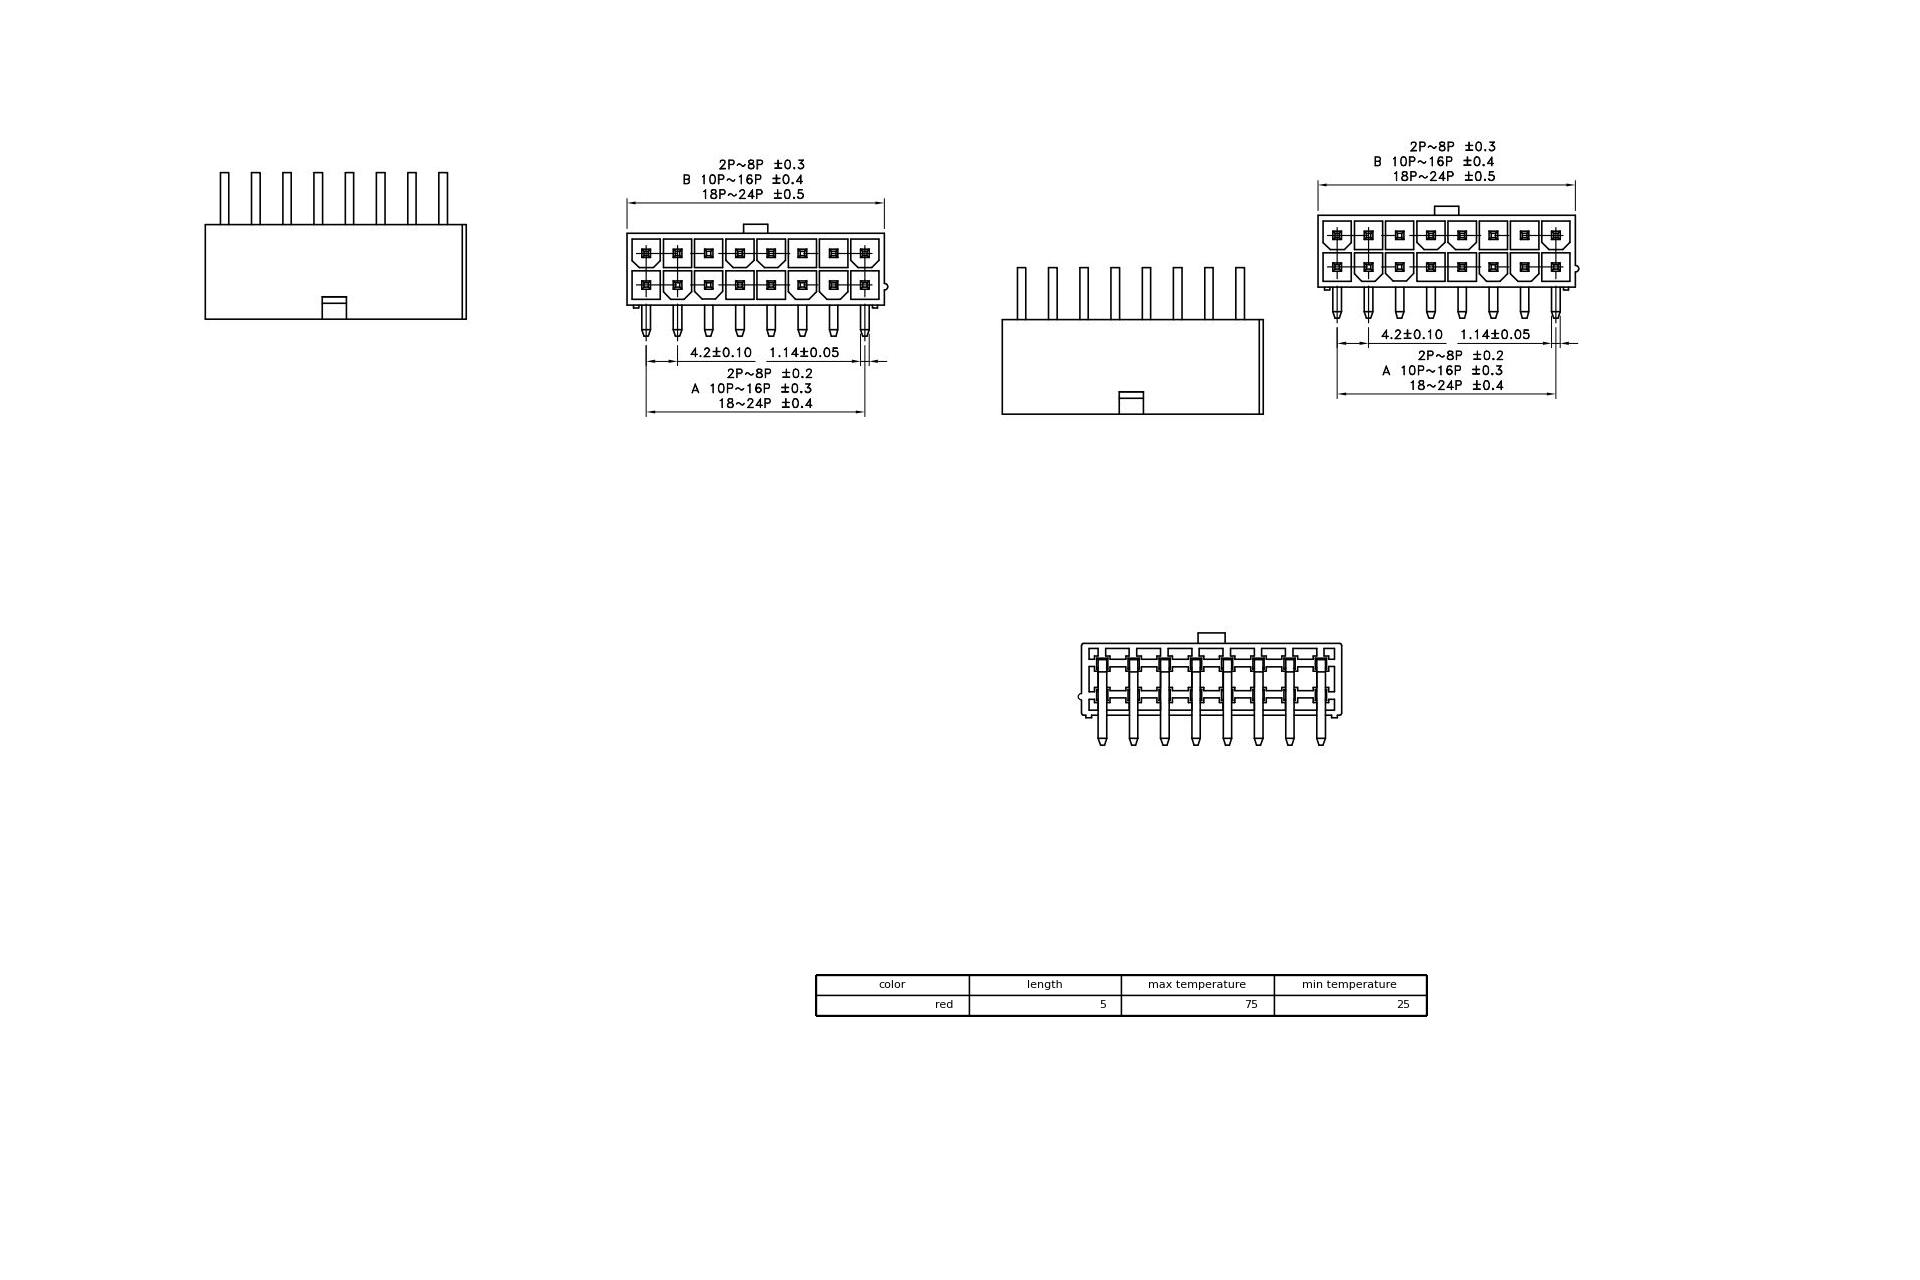 2P~8P ±0.3
B 10P~16P ±0.4
18P~24P ±0.5
4.2±0.10 1.14±0.05
2P~8P ±0.2
A 10P~16P ±0.3
18~24P ±0.4
2P~8P ±0.3
B 10P~16P ±0.4
18P~24P ±0.5
4.2±0.10 1.14±0.05
2P~8P ±0.2
A 10P~16P ±0.3
18~24P ±0.4
color length max temperature min temperature
red 5 75 25